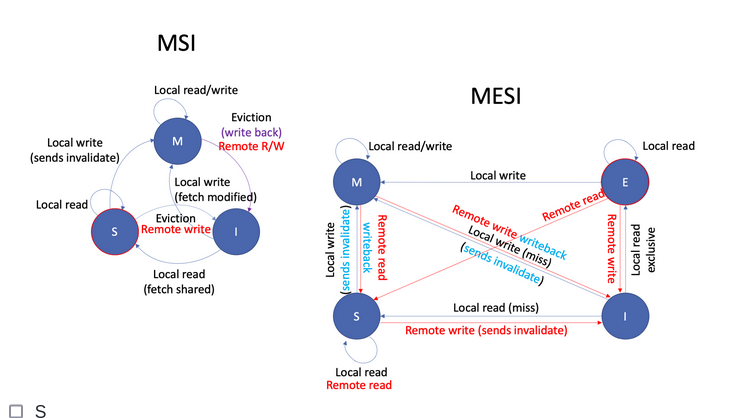 MSI
Local read/write
Eviction
(write back)
Remote R/W
M
Local write
(sends invalidate)
Local write
(fetch modified)
Local read
S
Eviction
Remote write
I
Local read
(fetch shared)
MESI
Local read/write
Local read
M
Local write
E
Remote read
Remote write writeback
Local write (miss)
(sends invalidate)
Local write
(sends invalidate)
writeback
Remote read
Remote write
Local read
exclusive
S
Local read (miss)
I
Remote write (sends invalidate)
Local read
Remote read
S